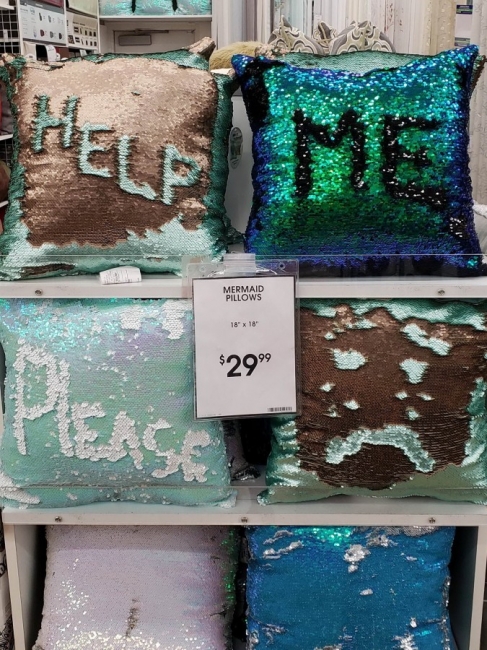 HELP
ME
MERMAID
PILLOWS
18" x 18"
$29.99
PLEASE